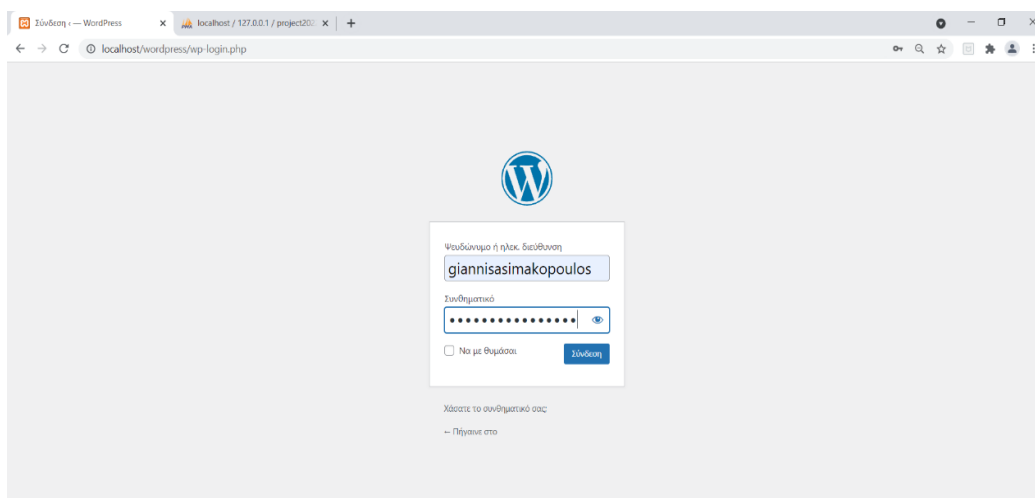 Σύνδεση ‹ — WordPress
localhost / 127.0.0.1 / project202
localhost/wordpress/wp-login.php
Ψευδώνυμο ή ηλεκ. διεύθυνση
giannisasimakopoulos
Συνθηματικό
Να με θυμάσαι
Σύνδεση
Χάσατε το συνθηματικό σας;
← Πήγαινε στο